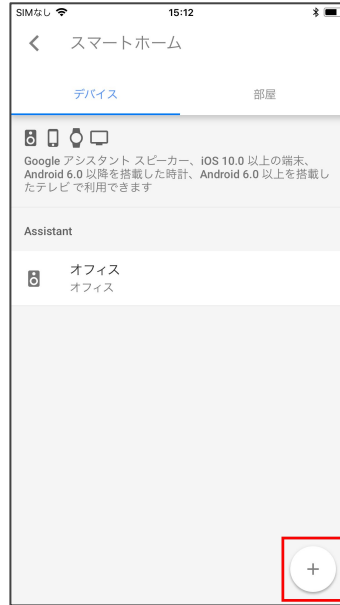 SIMなし 15:12
スマートホーム
デバイス 部屋
Google アシスタント スピーカー、iOS 10.0 以上の端末、
Android 6.0 以降を搭載した時計、Android 6.0 以上を搭載し
たテレビ で利用できます
Assistant
オフィス
オフィス
+